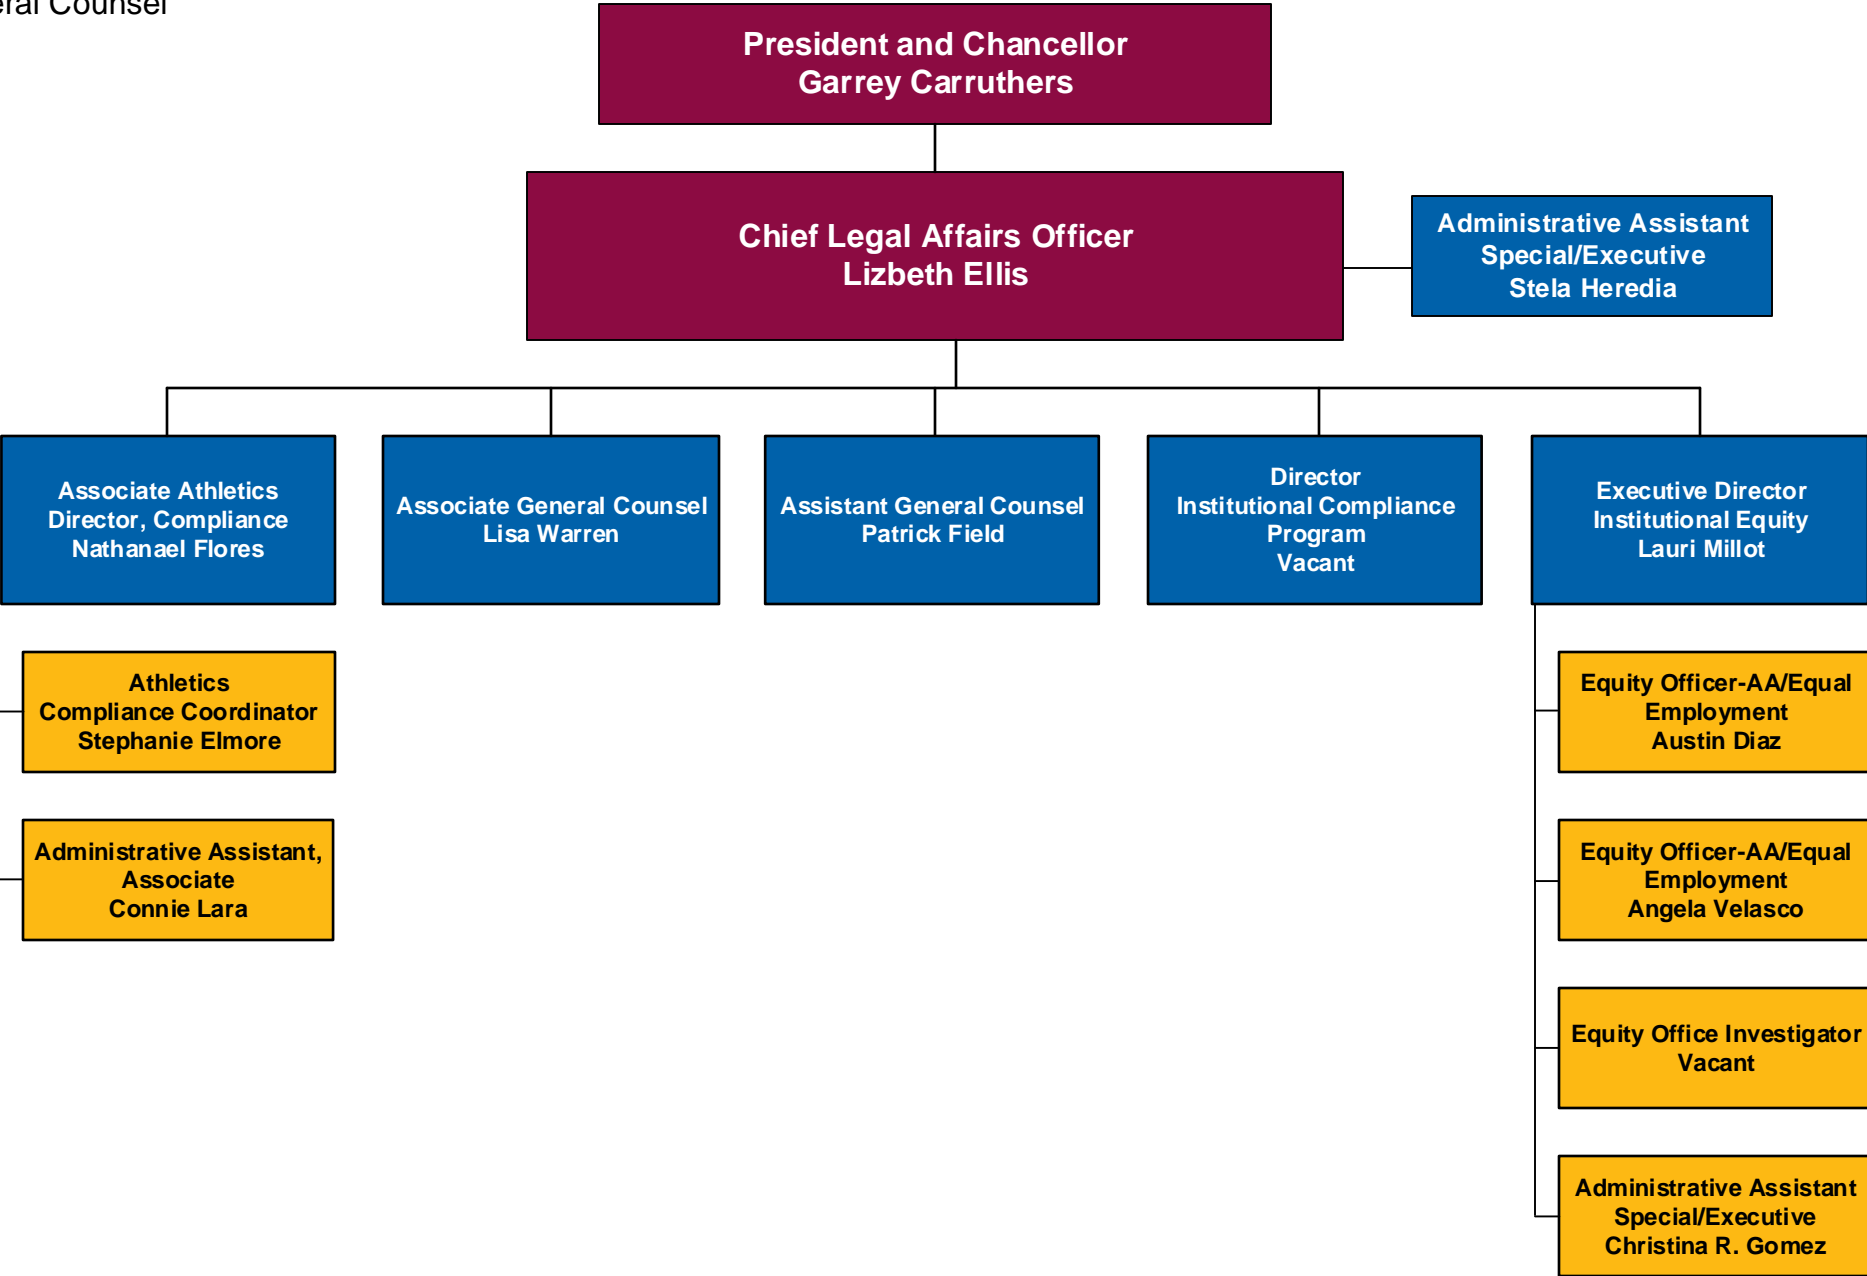 eral Counsel
President and Chancellor
Garrey Carruthers
Chief Legal Affairs Officer
Lizbeth Ellis
Administrative Assistant
Special/Executive
Stela Heredia
Associate Athletics
Director, Compliance
Nathanael Flores
Associate General Counsel
Lisa Warren
Assistant General Counsel
Patrick Field
Director
Institutional Compliance
Program
Vacant
Executive Director
Institutional Equity
Lauri Millot
Athletics
Compliance Coordinator
Stephanie Elmore
Administrative Assistant,
Associate
Connie Lara
Equity Officer-AA/Equal
Employment
Austin Diaz
Equity Officer-AA/Equal
Employment
Angela Velasco
Equity Office Investigator
Vacant
Administrative Assistant
Special/Executive
Christina R. Gomez